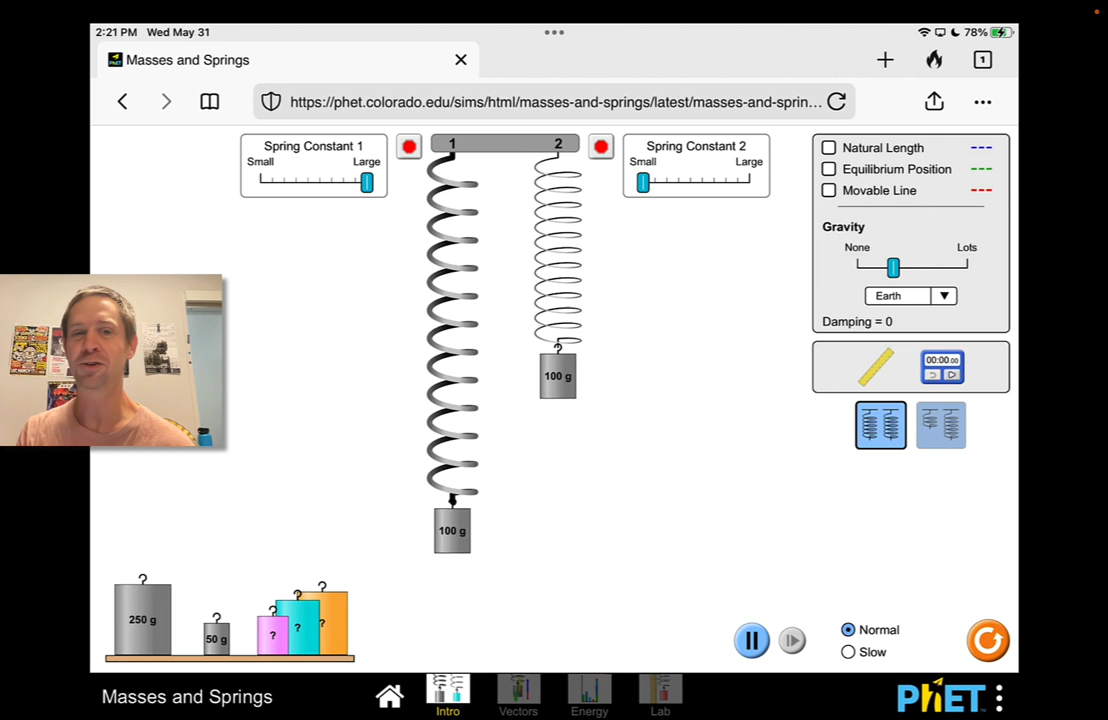 2:21 PM Wed May 31
78%
Masses and Springs
1
https://phet.colorado.edu/sims/html/masses-and-springs/latest/masses-and-sprin...
Spring Constant 1
Small Large
1 2
Spring Constant 2
Small Large
Natural Length
Equilibrium Position
Movable Line
Gravity
None Lots
Earth
Damping = 0
00:00.00
100 g
100 g
250 g
50 g
?
?
?
Normal
Slow
Masses and Springs
Intro
Vectors
Energy
Lab
PhET